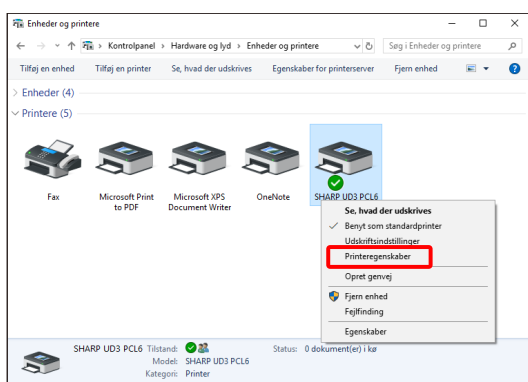 Enheder og printere
Kontrolpanel > Hardware og lyd > Enheder og printere
Søg i Enheder og printere
Tilføj en enhed Tilføj en printer Se, hvad der udskrives Egenskaber for printerserver Fjern enhed
Enheder (4)
Printere (5)
Fax
Microsoft Print
to PDF
Microsoft XPS
Document Writer
OneNote
SHARP UD3 PCL6
Se, hvad der udskrives
Benyt som standardprinter
Udskriftsindstillinger
Printeregenskaber
Opret genvej
Fjern enhed
Fejlfinding
Egenskaber
SHARP UD3 PCL6 Tilstand: Status: 0 dokument(er) i kø
Model: SHARP UD3 PCL6
Kategori: Printer